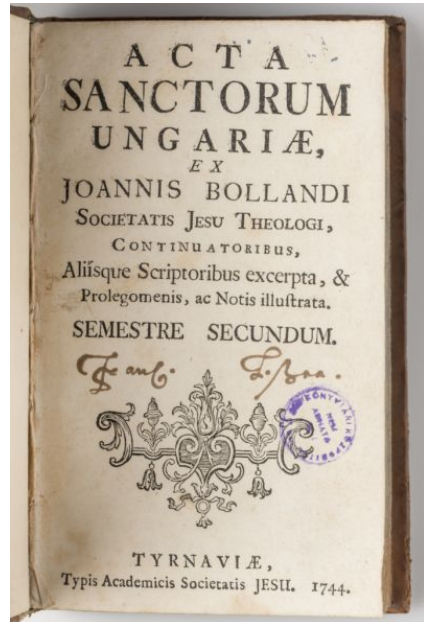 ACTA
SANCTORUM
UNGARIÆ,
EX
JOANNIS BOLLANDI
SOCIETATIS JESU THEOLOGI,
CONTINUATORIBUS,
Aliiſque Scriptoribus excerpta, &
Prolegomenis, ac Notis illuſtrata.
SEMESTRE SECUNDUM.
TYRNAVIÆ,
Typis Academicis Societatis JESU. 1744.